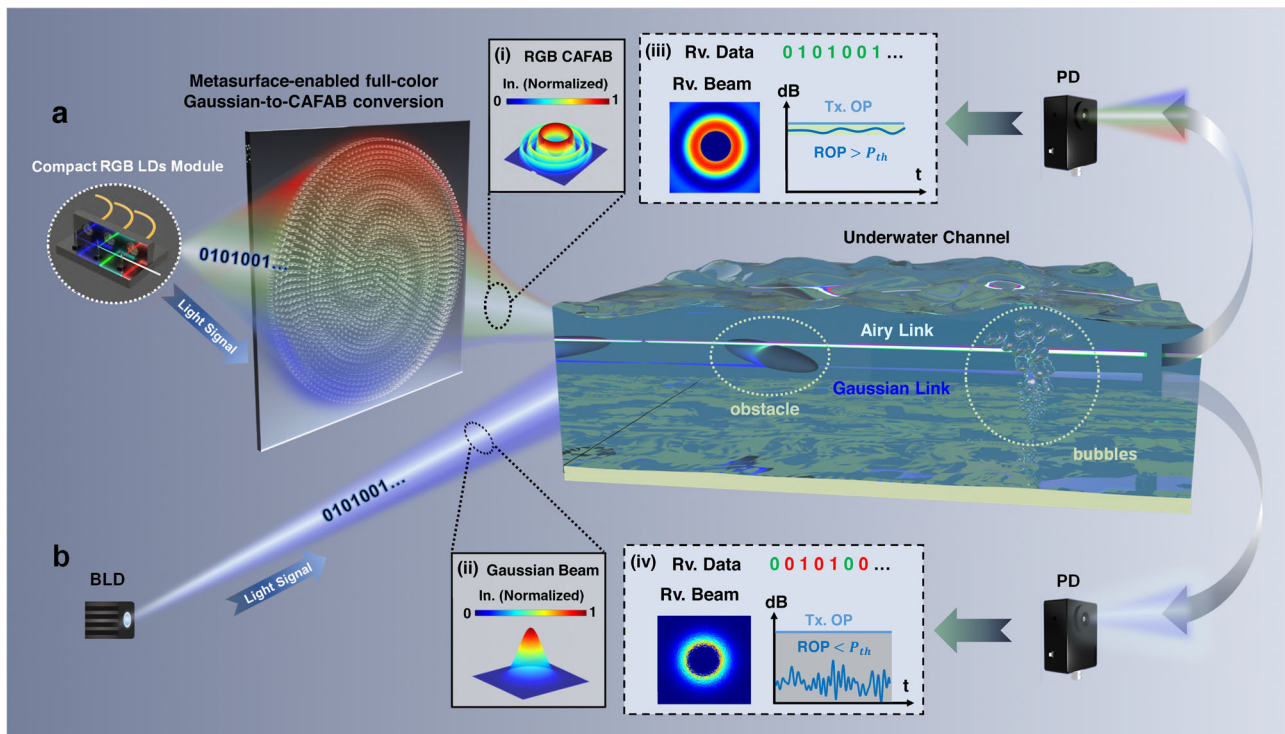 a
Metasurface-enabled full-color
Gaussian-to-CAFAB conversion
Compact RGB LDs Module
0101001...
Light Signal
(i) RGB CAFAB
In. (Normalized)
0 1
(iii) Rv. Data 0 1 0 1 0 0 1 ...
Rv. Beam
dB
Tx. OP
ROP > Pth
t
PD
Underwater Channel
Airy Link
Gaussian Link
obstacle
bubbles
b
BLD
0101001...
Light Signal
(ii) Gaussian Beam
In. (Normalized)
0 1
(iv) Rv. Data 0 0 1 0 1 0 0 ...
Rv. Beam
dB
Tx. OP
ROP < Pth
t
PD